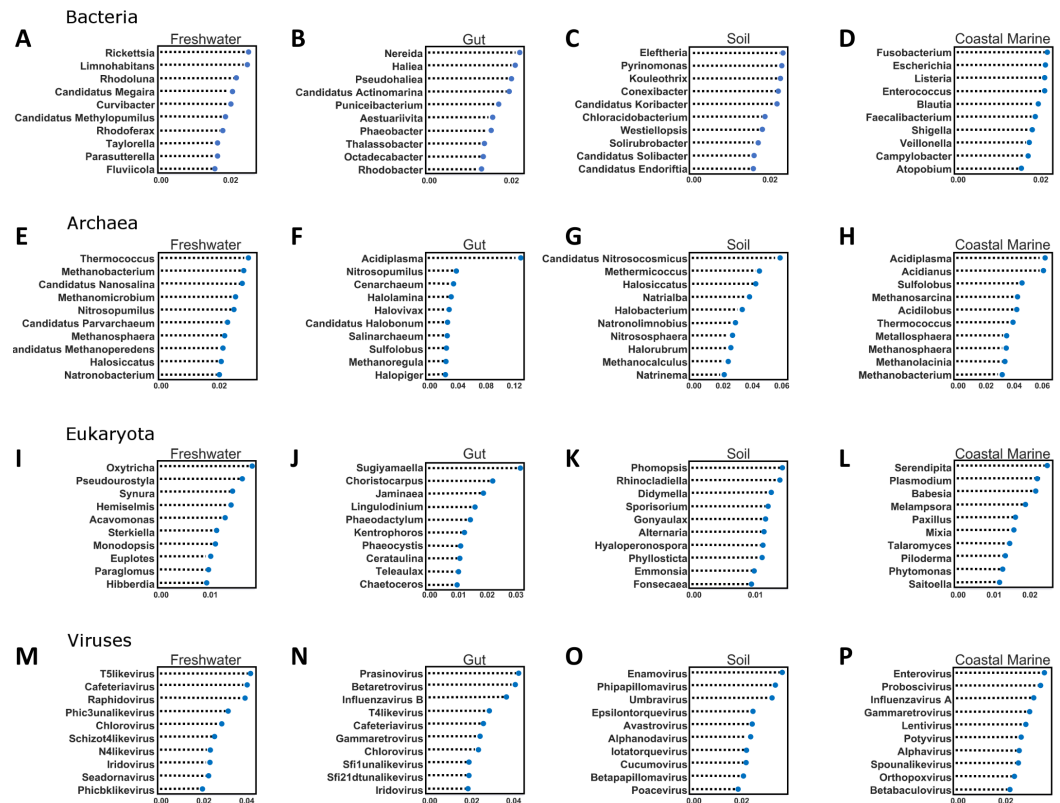 Bacteria
A
Freshwater
Rickettsia
Limnohabitans
Rhodoluna
Candidatus Megaira
Curvibacter
Candidatus Methylopumilus
Rhodoferax
Taylorella
Parasutterella
Fluviicola
0.00 0.02
B
Gut
Nereida
Haliea
Pseudohaliea
Candidatus Actinomarina
Puniceibacterium
Aestuariivita
Phaeobacter
Thalassobacter
Octadecabacter
Rhodobacter
0.00 0.02
C
Soil
Eleftheria
Pyrinomonas
Kouleothrix
Conexibacter
Candidatus Koribacter
Chloracidobacterium
Westiellopsis
Solirubrobacter
Candidatus Solibacter
Candidatus Endoriftia
0.00 0.02
D
Coastal Marine
Fusobacterium
Escherichia
Listeria
Enterococcus
Blautia
Faecalibacterium
Shigella
Veillonella
Campylobacter
Atopobium
0.00 0.02
Archaea
E
Freshwater
Thermococcus
Methanobacterium
Candidatus Nanosalina
Methanomicrobium
Nitrosopumilus
Candidatus Parvarchaeum
Methanosphaera
andidatus Methanoperedens
Halosiccatus
Natronobacterium
0.00 0.02
F
Gut
Acidiplasma
Nitrosopumilus
Cenarchaeum
Halolamina
Halovivax
Candidatus Halobonum
Salinarchaeum
Sulfolobus
Methanoregula
Halopiger
0.00 0.04 0.08 0.12
G
Soil
Candidatus Nitrosocosmicus
Methermicoccus
Halosiccatus
Natrialba
Halobacterium
Natronolimnobius
Nitrososphaera
Halorubrum
Methanocalculus
Natrinema
0.00 0.02 0.04 0.06
H
Coastal Marine
Acidiplasma
Acidianus
Sulfolobus
Methanosarcina
Acidilobus
Thermococcus
Metallosphaera
Methanosphaera
Methanolacinia
Methanobacterium
0.00 0.02 0.04 0.06
Eukaryota
I
Freshwater
Oxytricha
Pseudourostyla
Synura
Hemiselmis
Acavomonas
Sterkiella
Monodopsis
Euplotes
Paraglomus
Hibberdia
0.00 0.01
J
Gut
Sugiyamaella
Choristocarpus
Jaminaea
Lingulodinium
Phaeodactylum
Kentrophoros
Phaeocystis
Cerataulina
Teleaulax
Chaetoceros
0.00 0.01 0.02 0.03
K
Soil
Phomopsis
Rhinocladiella
Didymella
Sporisorium
Gonyaulax
Alternaria
Hyaloperonospora
Phyllosticta
Emmonsia
Fonsecaea
0.00 0.01
L
Coastal Marine
Serendipita
Plasmodium
Babesia
Melampsora
Paxillus
Mixia
Talaromyces
Piloderma
Phytomonas
Saitoella
0.00 0.01 0.02
Viruses
M
Freshwater
T5likevirus
Cafeteriavirus
Raphidovirus
Phic3unalikevirus
Chlorovirus
Schizot4likevirus
N4likevirus
Iridovirus
Seadornavirus
Phicbklikevirus
0.00 0.02 0.04
N
Gut
Prasinovirus
Betaretrovirus
Influenzavirus B
T4likevirus
Cafeteriavirus
Gammaretrovirus
Chlorovirus
Sfi1unalikevirus
Sfi21dtunalikevirus
Iridovirus
0.00 0.02 0.04
O
Soil
Enamovirus
Phipapillomavirus
Umbravirus
Epsilontorquevirus
Avastrovirus
Alphanodavirus
Iotatorquevirus
Cucumovirus
Betapapillomavirus
Poacevirus
0.00 0.02
P
Coastal Marine
Enterovirus
Proboscivirus
Influenzavirus A
Gammaretrovirus
Lentivirus
Potyvirus
Alphavirus
Spounalikevirus
Orthopoxvirus
Betabaculovirus
0.00 0.02